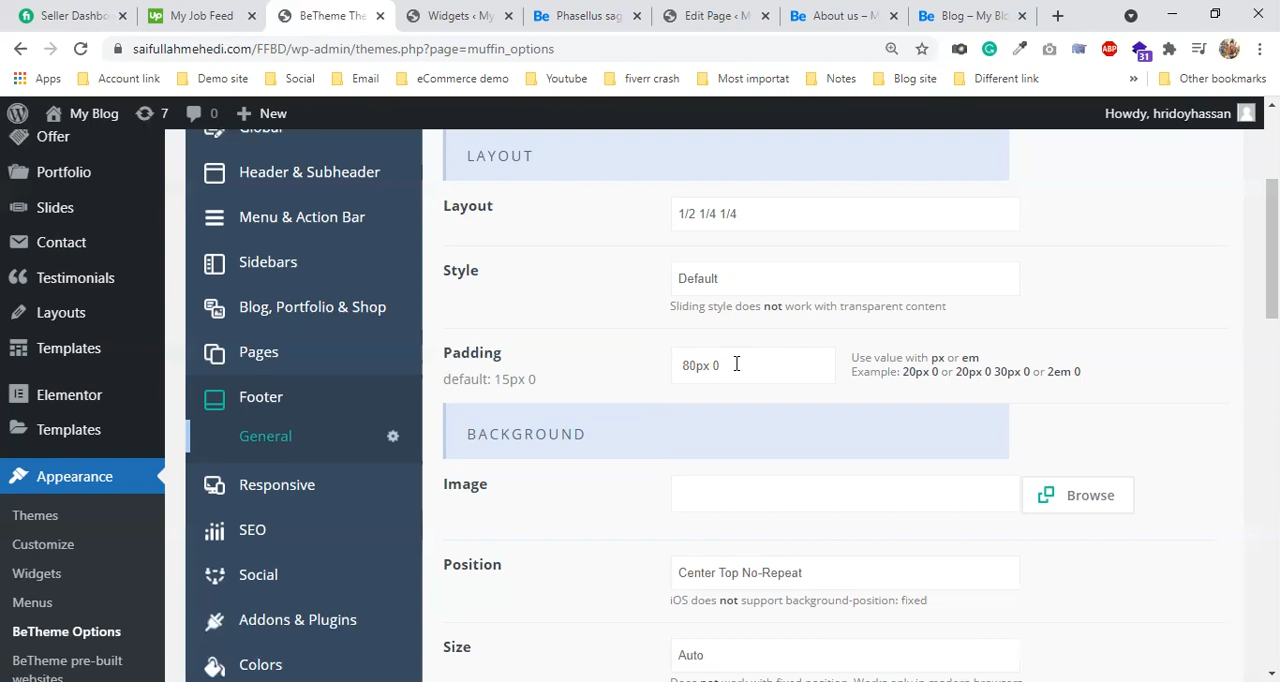 Seller Dashbo
My Job Feed
BeTheme The
Widgets ‹ My
Phasellus sag
Edit Page ‹ M
About us – M
Blog – My Blo
saifullahmehedi.com/FFBD/wp-admin/themes.php?page=muffin_options
ABP
31
Apps
Account link
Demo site
Social
Email
eCommerce demo
Youtube
fiverr crash
Most importat
Notes
Blog site
Different link
»
Other bookmarks
My Blog
7
0
New
Howdy, hridoyhassan
Offer
Portfolio
Slides
Contact
Testimonials
Layouts
Templates
Elementor
Templates
Appearance
Themes
Customize
Widgets
Menus
BeTheme Options
BeTheme pre-built
websites
Global
Header & Subheader
Menu & Action Bar
Sidebars
Blog, Portfolio & Shop
Pages
Footer
General
Responsive
SEO
Social
Addons & Plugins
Colors
LAYOUT
Layout
1/2 1/4 1/4
Style
Default
Sliding style does not work with transparent content
Padding
default: 15px 0
80px 0
Use value with px or em
Example: 20px 0 or 20px 0 30px 0 or 2em 0
BACKGROUND
Image
Browse
Position
Center Top No-Repeat
iOS does not support background-position: fixed
Size
Auto
Does not work with fixed position. Works only in modern browsers